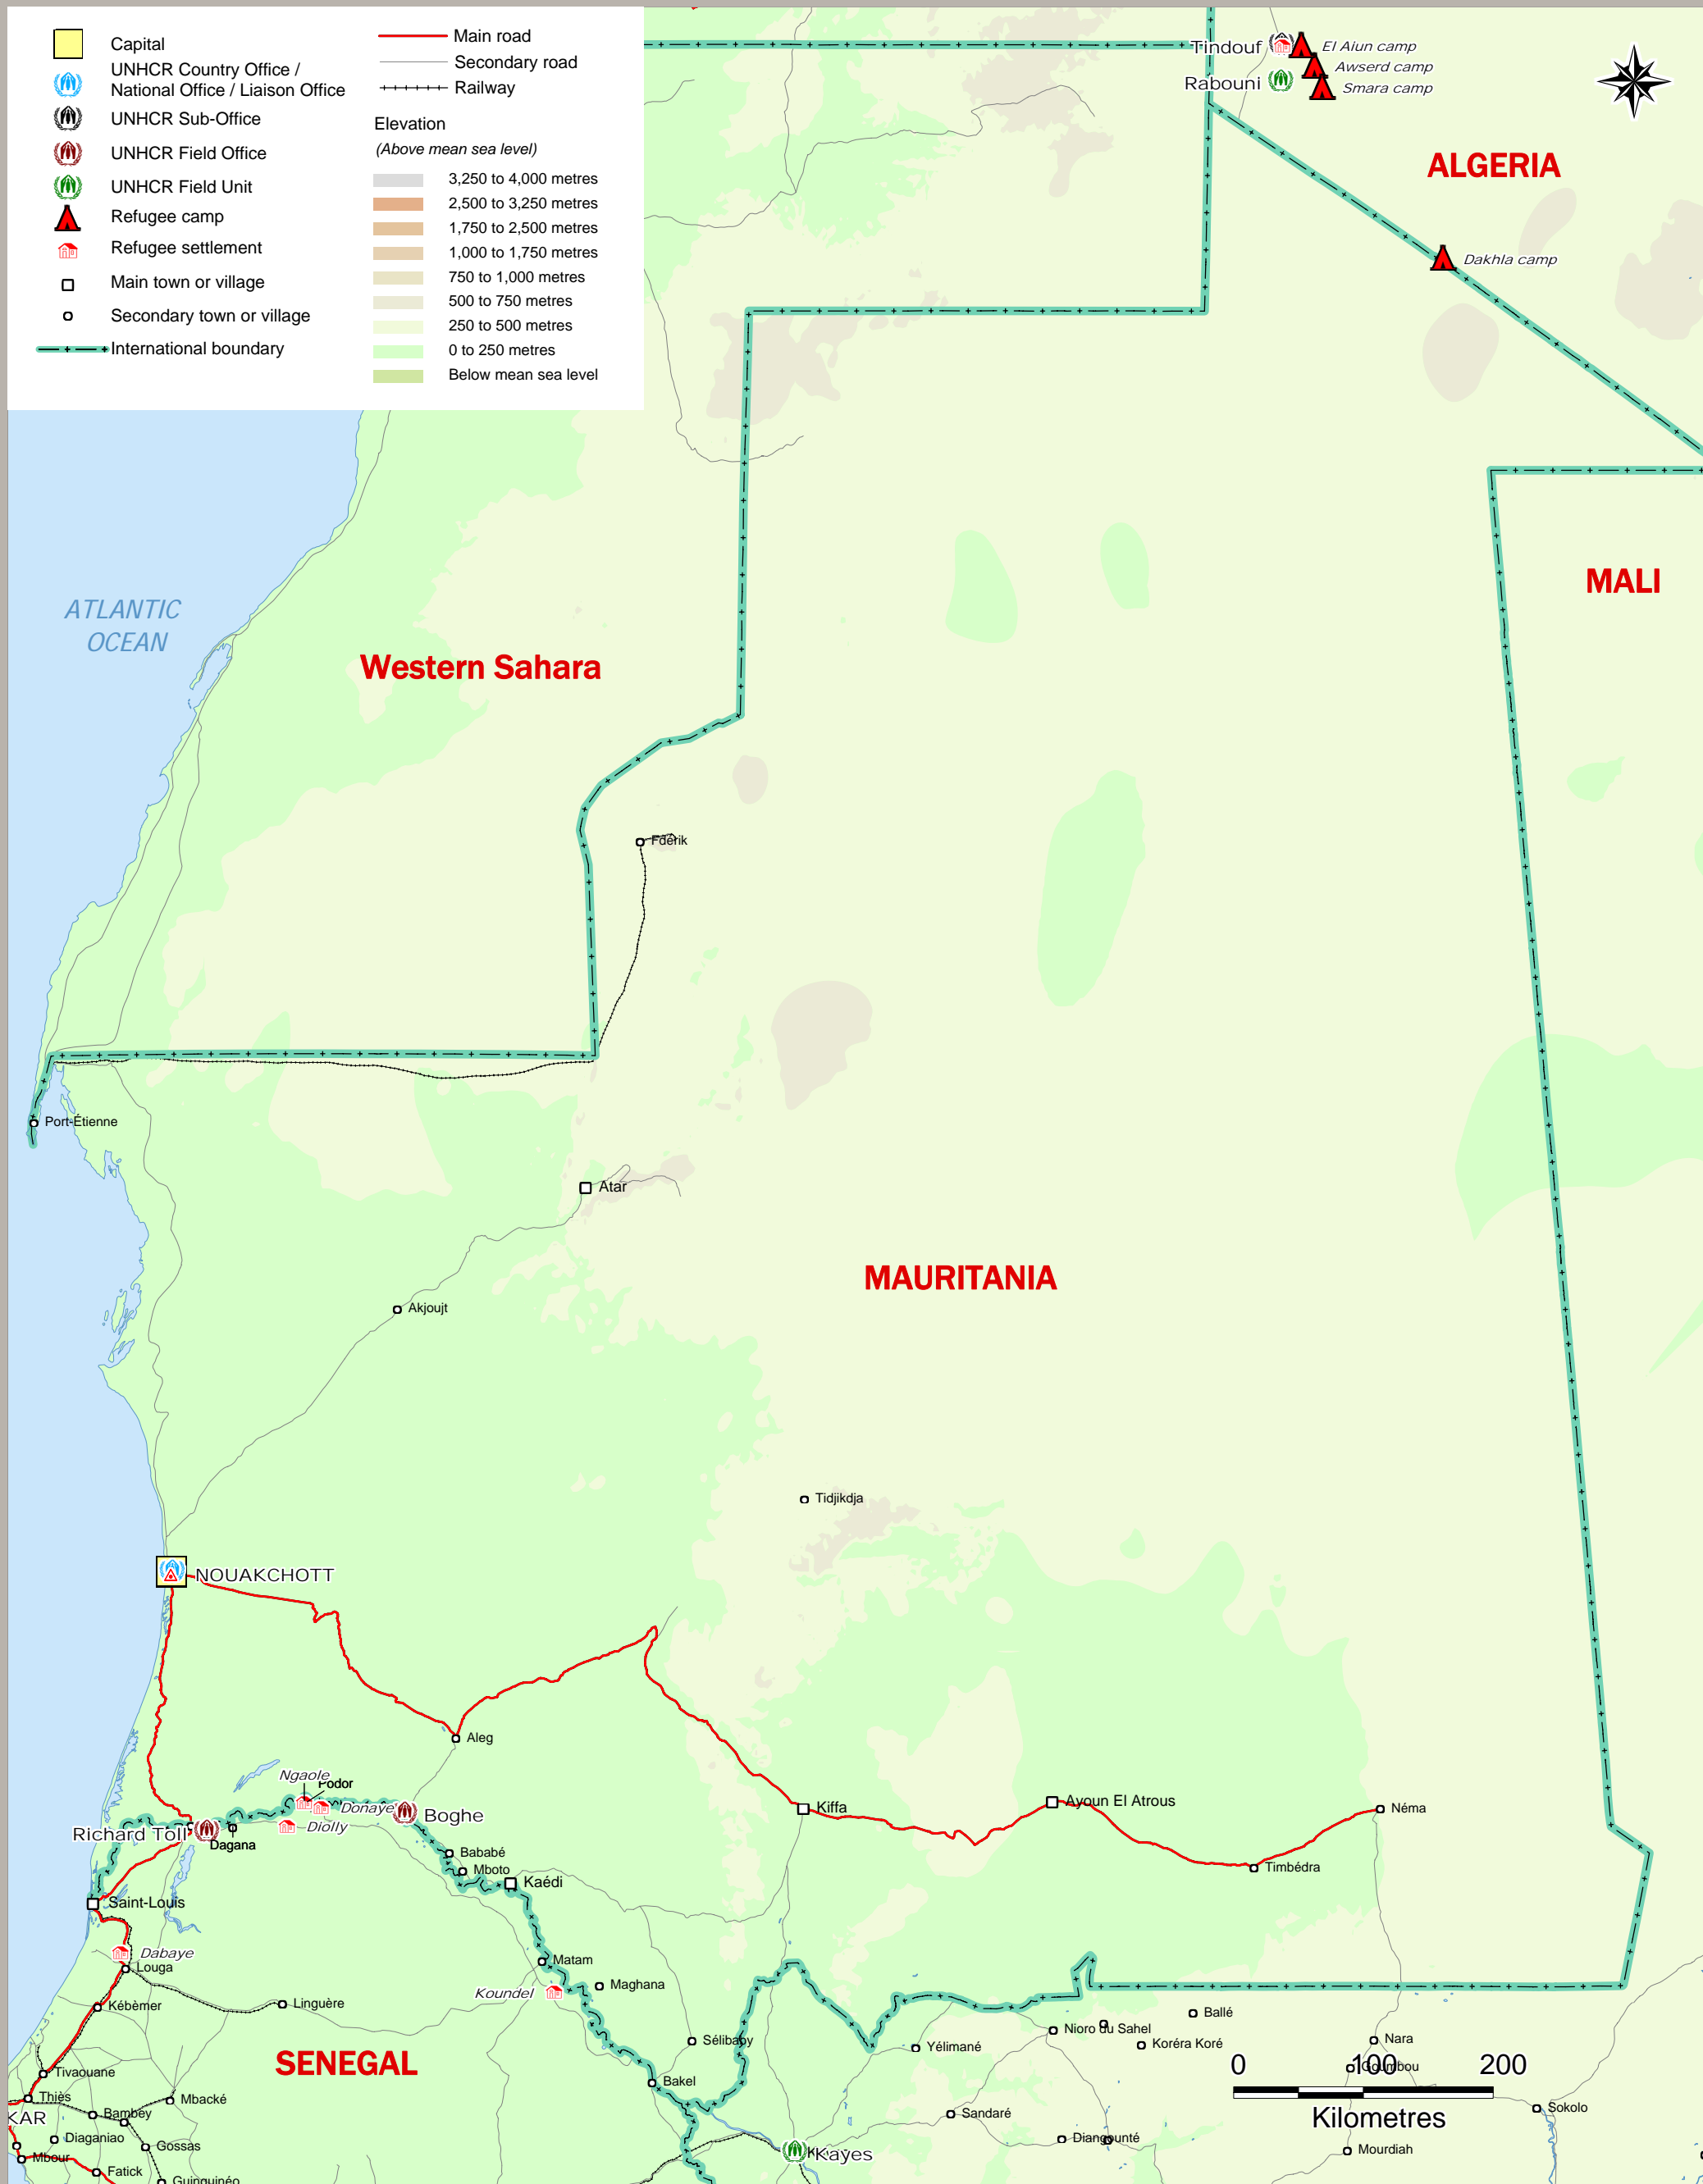 Capital
UNHCR Country Office /
National Office / Liaison Office
UNHCR Sub-Office
UNHCR Field Office
UNHCR Field Unit
Refugee camp
Refugee settlement
Main town or village
Secondary town or village
International boundary
Main road
Secondary road
Railway
Elevation
(Above mean sea level)
3,250 to 4,000 metres
2,500 to 3,250 metres
1,750 to 2,500 metres
1,000 to 1,750 metres
750 to 1,000 metres
500 to 750 metres
250 to 500 metres
0 to 250 metres
Below mean sea level
Tindouf
El Aiun camp
Awserd camp
Rabouni
Smara camp
ALGERIA
Dakhla camp
MALI
ATLANTIC
OCEAN
Western Sahara
Fdérik
Port-Étienne
Atar
MAURITANIA
Akjoujt
Tidjikdja
NOUAKCHOTT
Aleg
Ngaole
Podor
Donaye
Boghe
Kiffa
Ayoun El Atrous
Néma
Richard Toll
Diolly
Dagana
Bababé
Mboto
Timbédra
Kaédi
Saint-Louis
Dabaye
Matam
Louga
Koundel
Maghana
Kébèmer
Linguère
Ballé
Nioro du Sahel
Sélibaby
Yélimané
Koréra Koré
Nara
Goumbou
SENEGAL
0 100 200
Kilometres
Tivaouane
Bakel
Thiès
Mbacké
KAR
Bambey
Sandaré
Sokolo
Diaganiao
Gossas
Diangounté
Mourdiah
Kayes
Mbour
Fatick
Guinguinéo